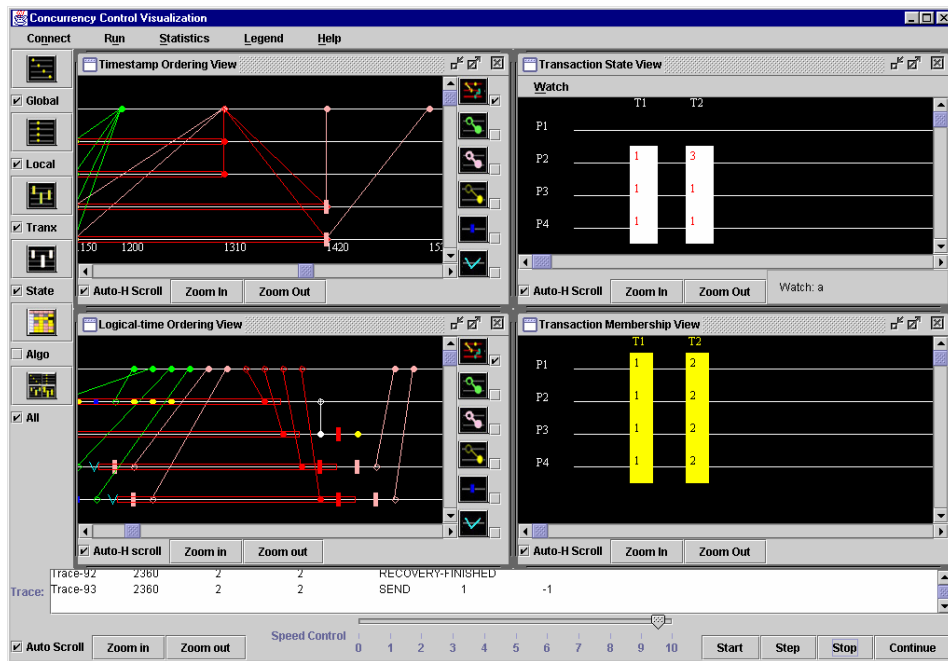 Concurrency Control Visualization
Connect Run Statistics Legend Help
Global
Local
Tranx
State
Algo
All
Timestamp Ordering View
1150 1200 1310 1420
Auto-H Scroll Zoom In Zoom Out
Transaction State View
Watch
T1 T2
P1
P2 1 3
P3 1 1
P4 1 1
Auto-H Scroll Zoom In Zoom Out Watch: a
Logical-time Ordering View
Auto-H scroll Zoom in Zoom out
Transaction Membership View
T1 T2
P1 1 2
P2 1 2
P3 1 2
P4 1 2
Auto-H Scroll Zoom In Zoom Out
Trace-92 2360 2 2 RECOVERY-FINISHED
Trace: Trace-93 2360 2 2 SEND 1 -1
Auto Scroll Zoom in Zoom out Speed Control 0 1 2 3 4 5 6 7 8 9 10 Start Step Stop Continue